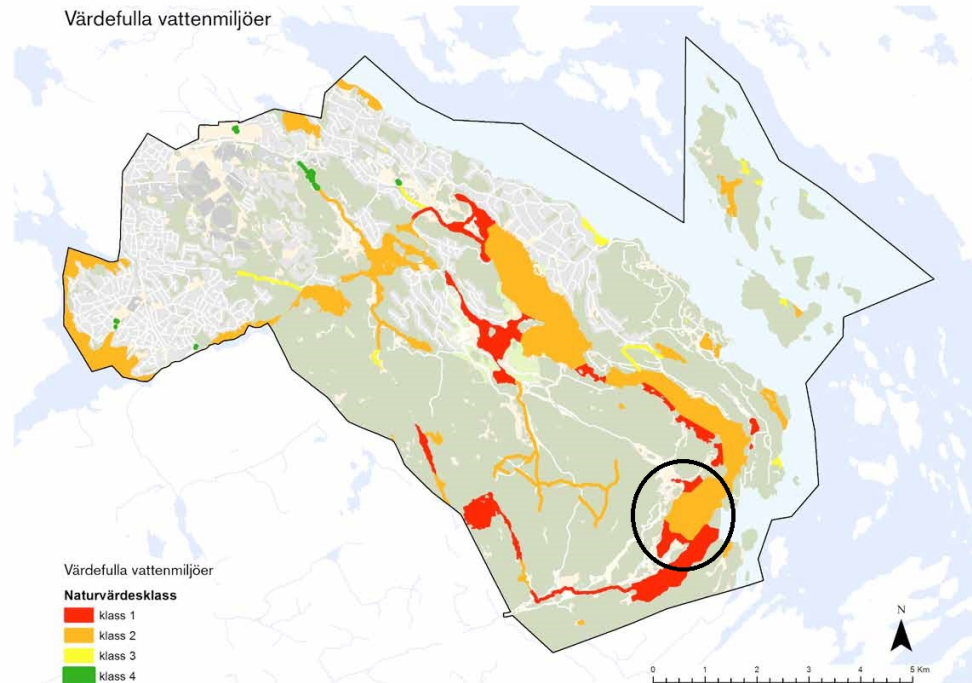 Värdefulla vattenmiljöer
Värdefulla vattenmiljöer
Naturvärdesklass
klass 1
klass 2
klass 3
klass 4
N
0 1 2 3 4 5 Km